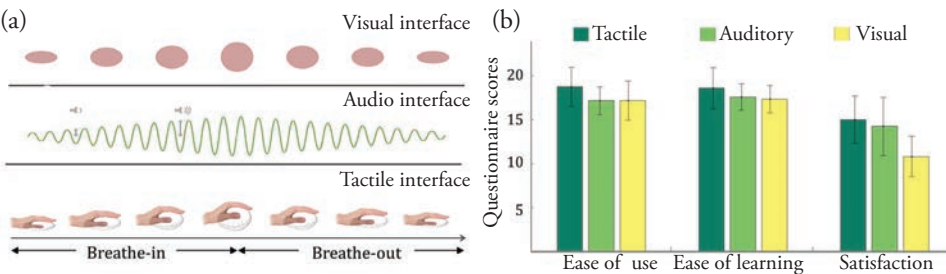 (a)
Visual interface
Audio interface
Tactile interface
Breathe-in
Breathe-out
(b)
Tactile
Auditory
Visual
Questionnaire scores
20
15
10
5
Ease of use
Ease of learning
Satisfaction